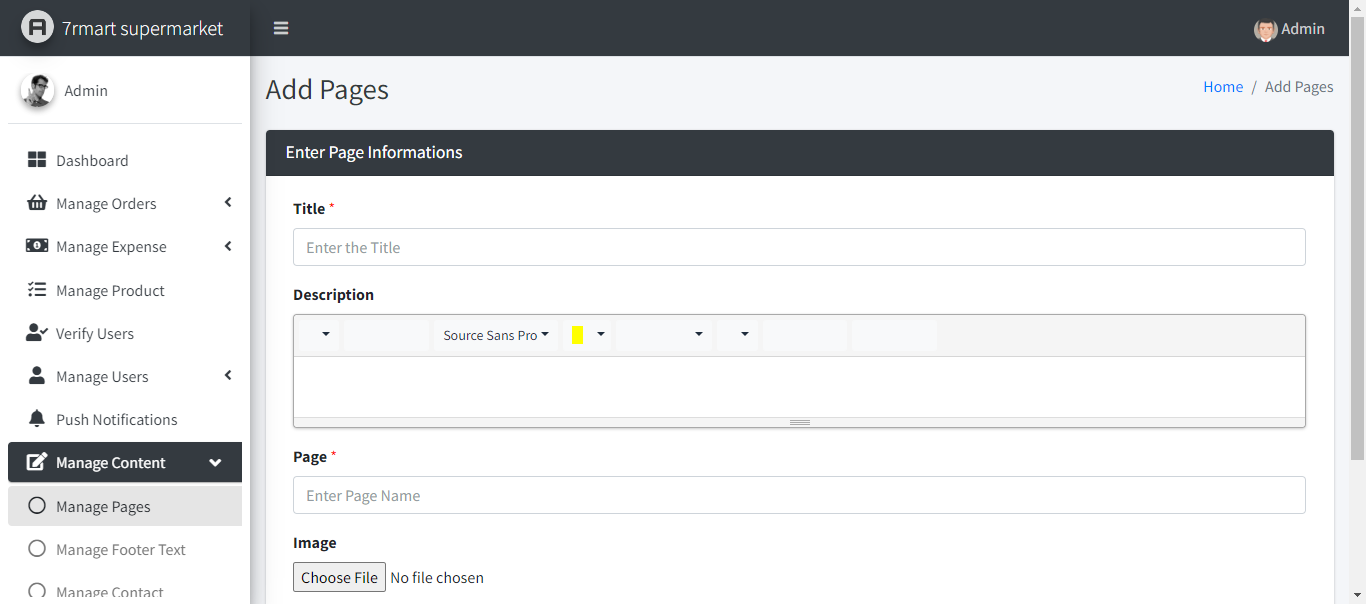 7rmart supermarket
Admin
Admin
Dashboard
Manage Orders
Manage Expense
Manage Product
Verify Users
Manage Users
Push Notifications
Manage Content
Manage Pages
Manage Footer Text
Manage Contact
Add Pages
Home / Add Pages
Enter Page Informations
Title *
Enter the Title
Description
Source Sans Pro
Page *
Enter Page Name
Image
Choose File No file chosen